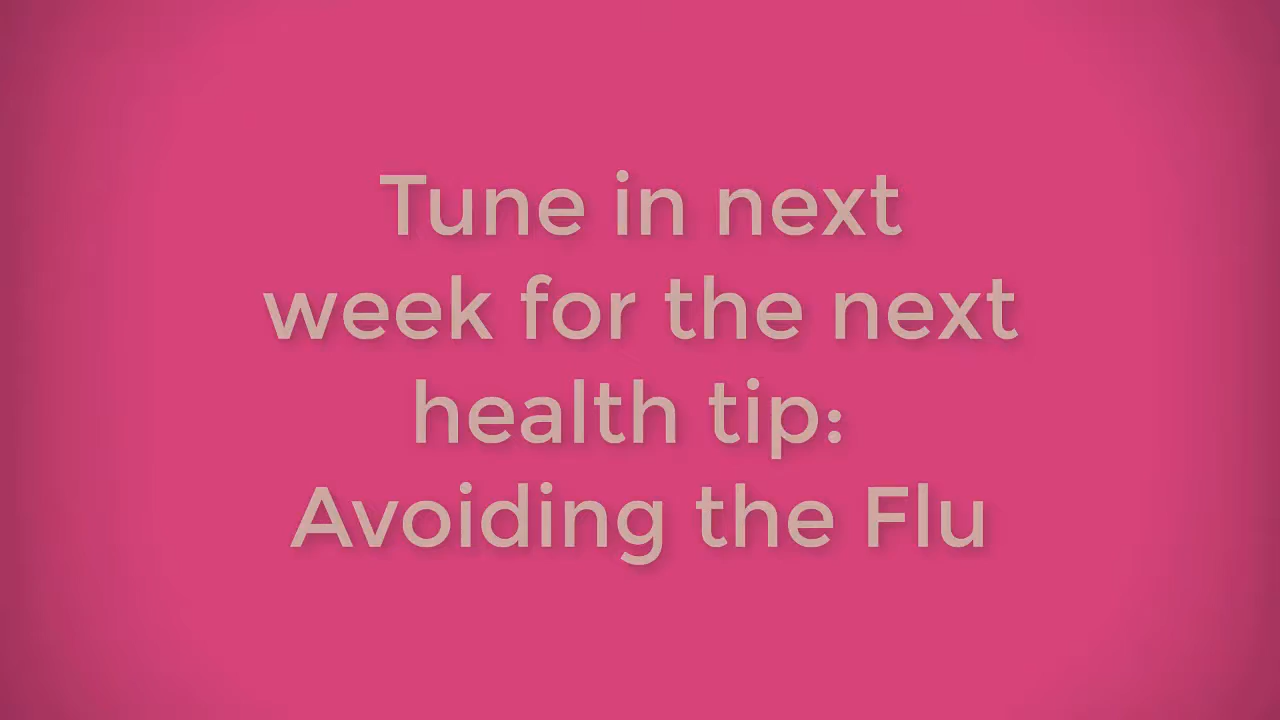 Tune in next
week for the next
health tip:
Avoiding the Flu